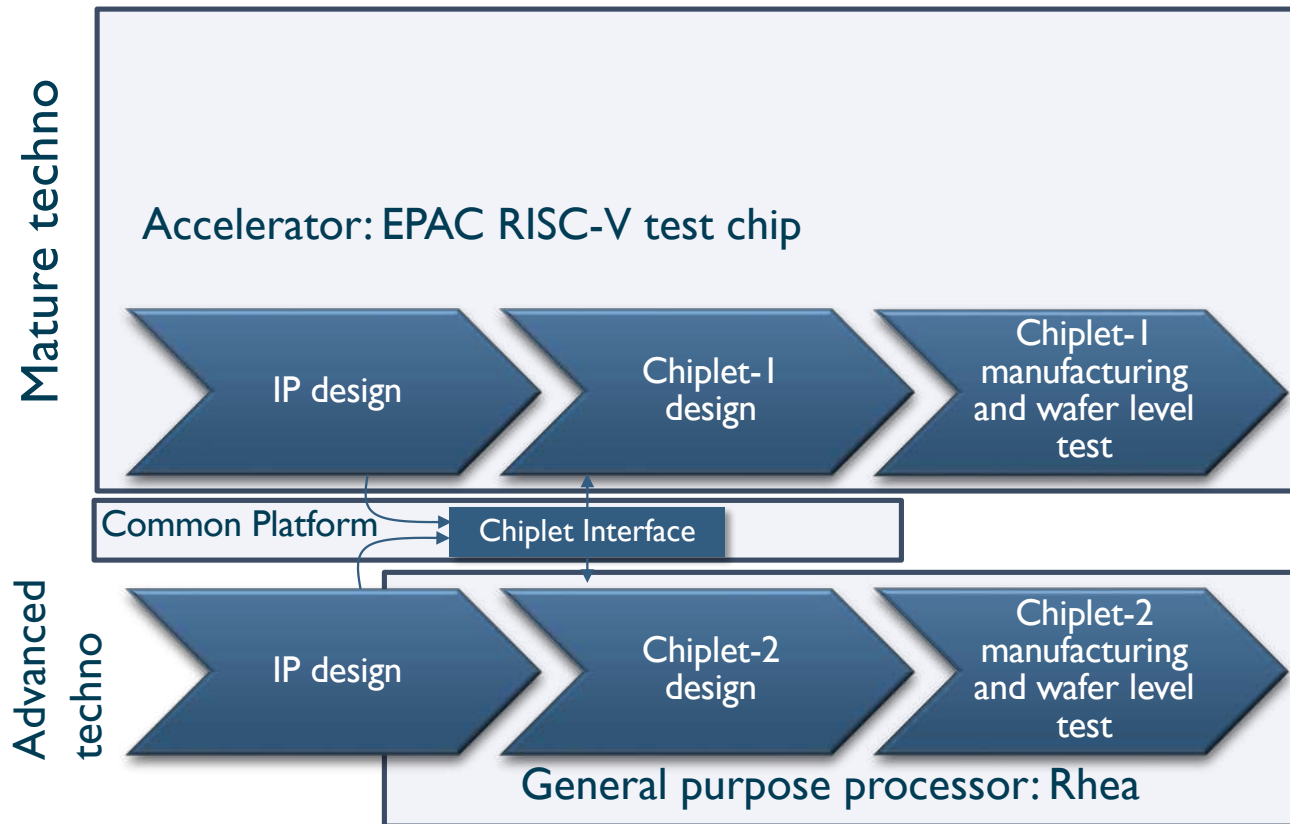 Mature techno
Accelerator: EPAC RISC-V test chip
IP design
Chiplet-1
design
Chiplet-1
manufacturing
and wafer level
test
Common Platform
Chiplet Interface
Advanced
techno
IP design
Chiplet-2
design
Chiplet-2
manufacturing
and wafer level
test
General purpose processor: Rhea